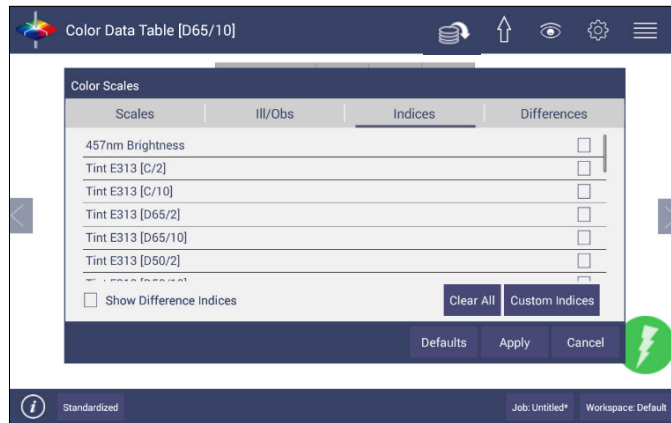 Color Data Table [D65/10]
Color Scales
Scales Ill/Obs Indices Differences
457nm Brightness
Tint E313 [C/2]
Tint E313 [C/10]
Tint E313 [D65/2]
Tint E313 [D65/10]
Tint E313 [D50/2]
Show Difference Indices Clear All Custom Indices
Defaults Apply Cancel
i Standardized Job: Untitled* Workspace: Default